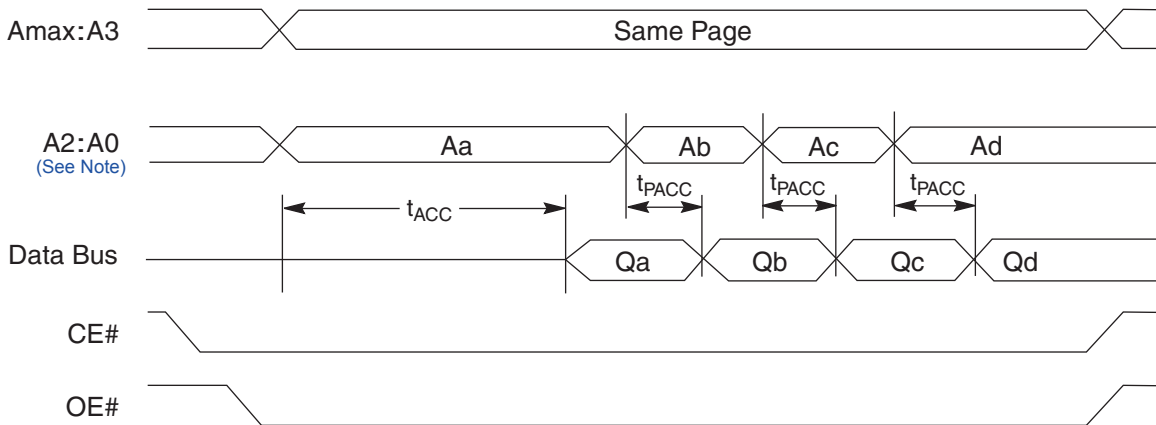 Amax:A3 Same Page
A2:A0 Aa Ab Ac Ad
(See Note)
tACC tPACC tPACC tPACC
Data Bus Qa Qb Qc Qd
CE#
OE#